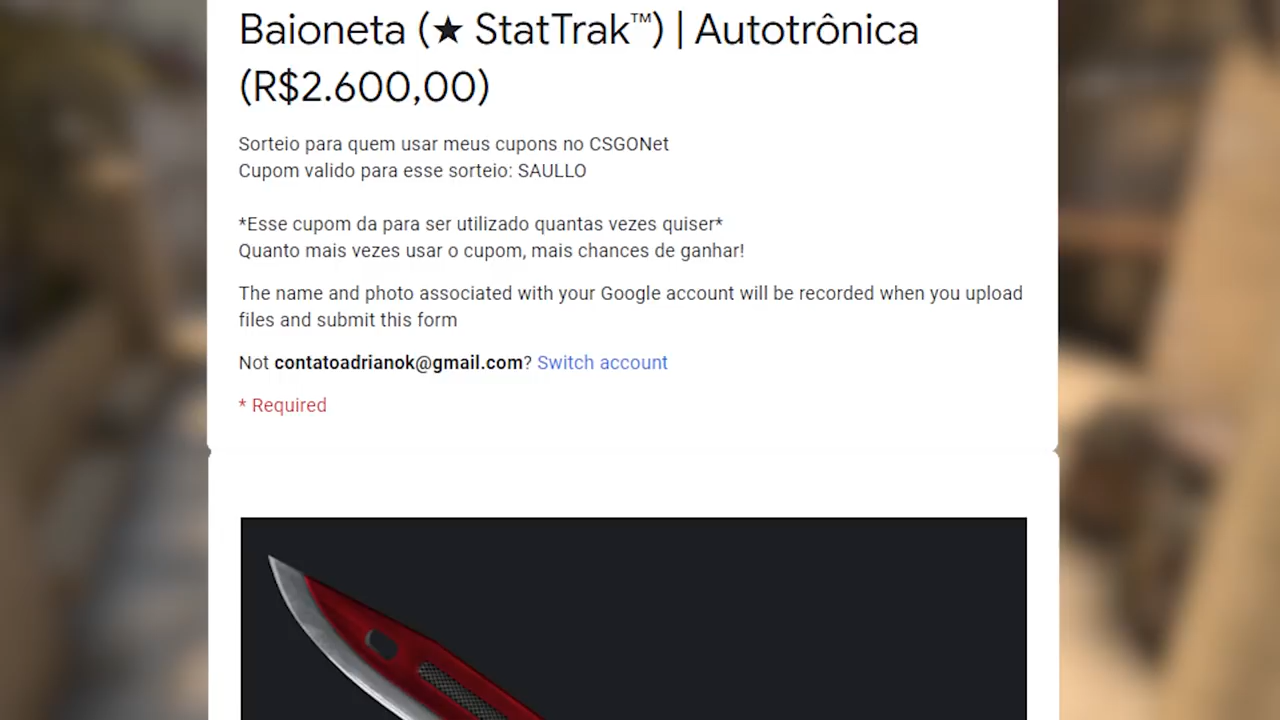 Baioneta (★ StatTrak™) | Autotrônica
(R$2.600,00)
Sorteio para quem usar meus cupons no CSGONet
Cupom valido para esse sorteio: SAULLO
*Esse cupom da para ser utilizado quantas vezes quiser*
Quanto mais vezes usar o cupom, mais chances de ganhar!
The name and photo associated with your Google account will be recorded when you upload
files and submit this form
Not contatoadrianok@gmail.com? Switch account
* Required